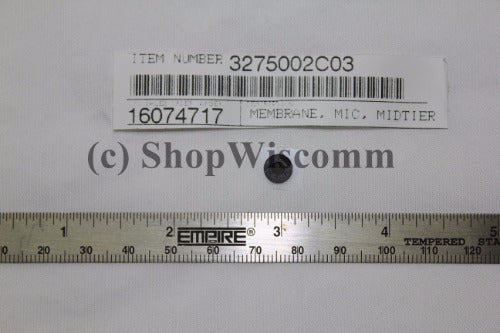 ITEM NUMBER 3275002C03
16074717 MEMBRANE, MIC, MIDTIER
(c) ShopWiscomm
1 2 EMPIRE® 3 4 5
10 20 30 40 50 60 70 80 90 100 110 120
TEMPERED STA